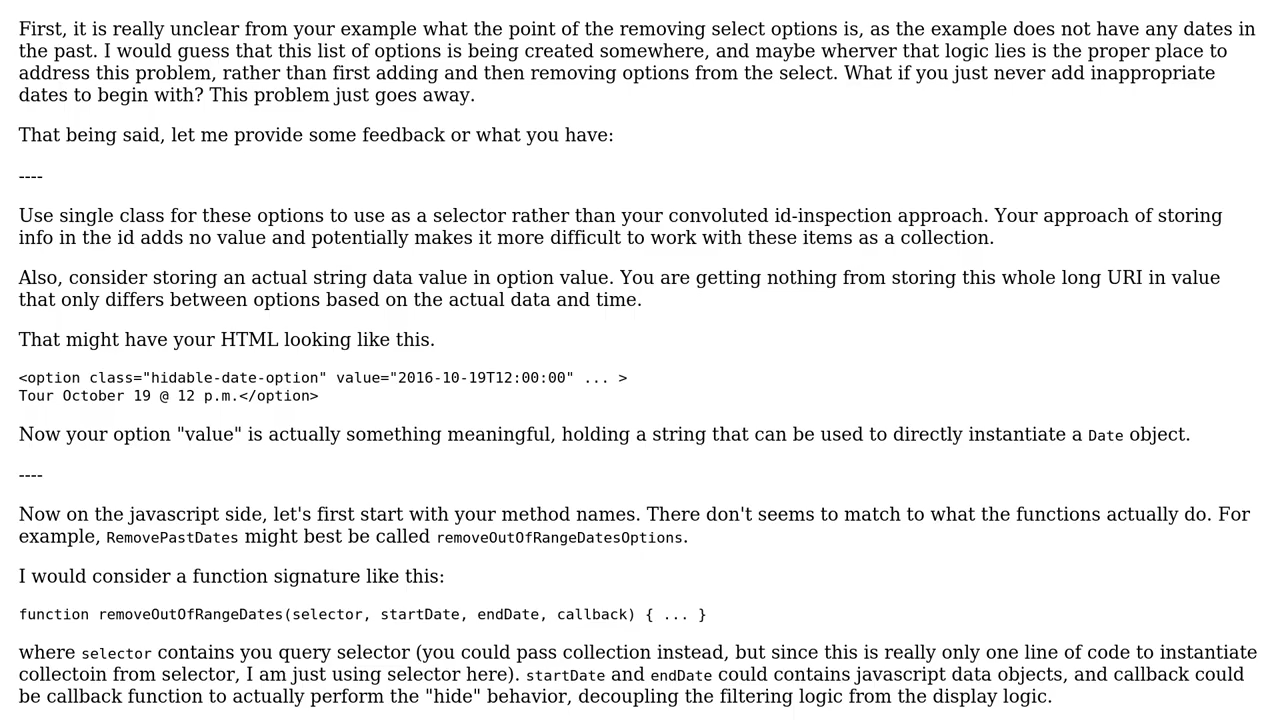 First, it is really unclear from your example what the point of the removing select options is, as the example does not have any dates in
the past. I would guess that this list of options is being created somewhere, and maybe wherver that logic lies is the proper place to
address this problem, rather than first adding and then removing options from the select. What if you just never add inappropriate
dates to begin with? This problem just goes away.
That being said, let me provide some feedback or what you have:
----
Use single class for these options to use as a selector rather than your convoluted id-inspection approach. Your approach of storing
info in the id adds no value and potentially makes it more difficult to work with these items as a collection.
Also, consider storing an actual string data value in option value. You are getting nothing from storing this whole long URI in value
that only differs between options based on the actual data and time.
That might have your HTML looking like this.
<option class="hidable-date-option" value="2016-10-19T12:00:00" ... >
Tour October 19 @ 12 p.m.</option>
Now your option "value" is actually something meaningful, holding a string that can be used to directly instantiate a Date object.
----
Now on the javascript side, let's first start with your method names. There don't seems to match to what the functions actually do. For
example, RemovePastDates might best be called removeOutOfRangeDatesOptions.
I would consider a function signature like this:
function removeOutOfRangeDates(selector, startDate, endDate, callback) { ... }
where selector contains you query selector (you could pass collection instead, but since this is really only one line of code to instantiate
collectoin from selector, I am just using selector here). startDate and endDate could contains javascript data objects, and callback could
be callback function to actually perform the "hide" behavior, decoupling the filtering logic from the display logic.